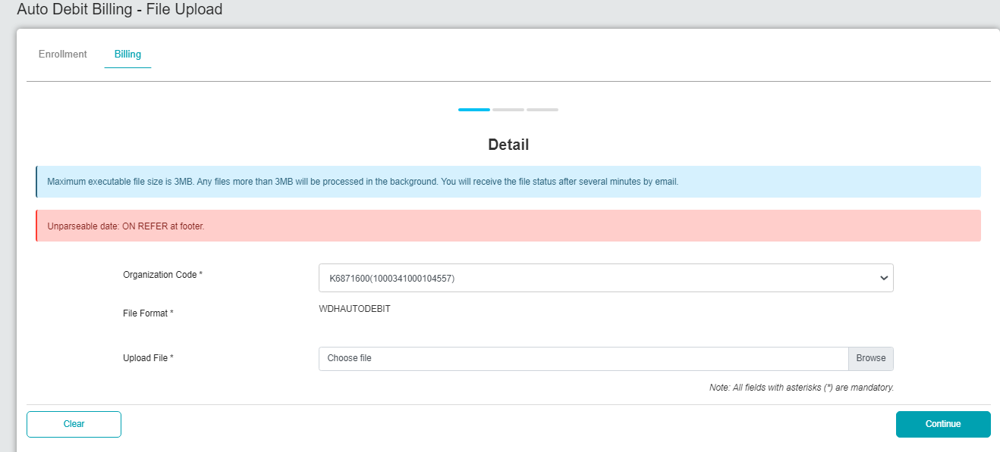 Auto Debit Billing - File Upload
Enrollment
Billing
Detail
Maximum executable file size is 3MB. Any files more than 3MB will be processed in the background. You will receive the file status after several minutes by email.
Unparseable date: ON REFER at footer.
Organization Code *
K6871600(1000341000104557)
File Format *
WDHAUTODEBIT
Upload File *
Choose file
Browse
Note: All fields with asterisks (*) are mandatory.
Clear
Continue